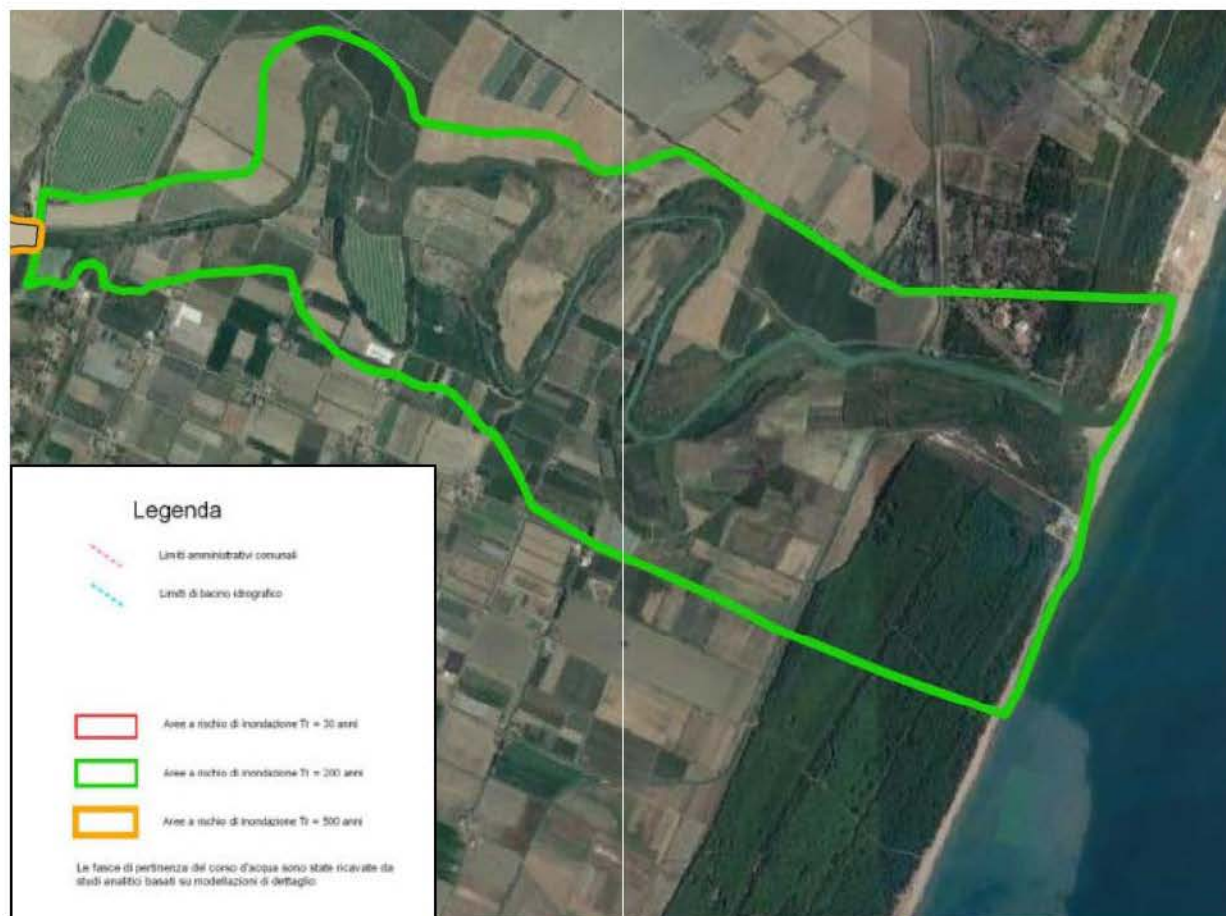 Legenda
Limiti amministrativi comunali
Limiti di bacino idrografico
Aree a rischio di inondazione Tr = 30 anni
Aree a rischio di inondazione Tr = 200 anni
Aree a rischio di inondazione Tr = 500 anni
Le fasce di pertinenza del corso d'acqua sono state ricavate da
studi analitici basati su modellazioni di dettaglio